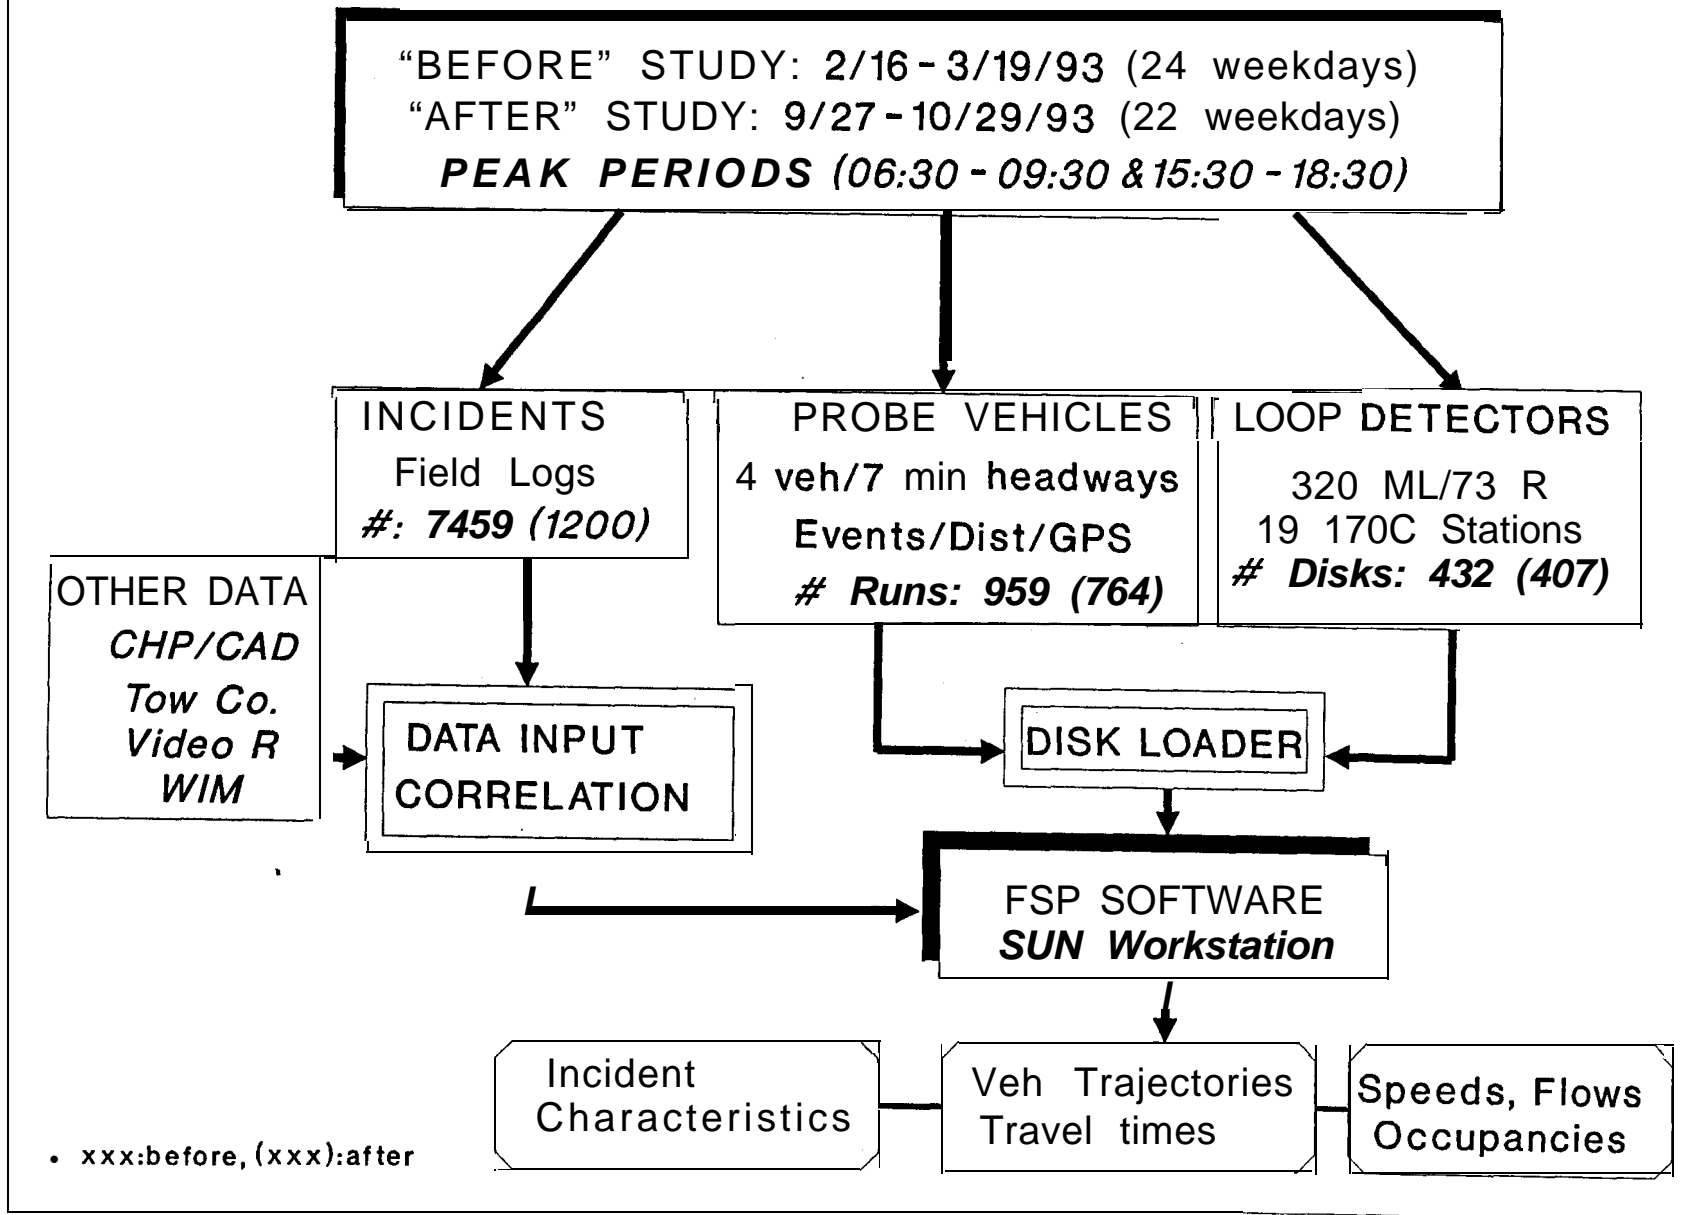 “BEFORE” STUDY: 2/16 - 3/19/93 (24 weekdays)
“AFTER” STUDY: 9/27 - 10/29/93 (22 weekdays)
PEAK PERIODS (06:30 - 09:30 & 15:30 - 18:30)
INCIDENTS
Field Logs
#: 7459 (1200)
PROBE VEHICLES
4 veh/7 min headways
Events/Dist/GPS
# Runs: 959 (764)
LOOP DETECTORS
320 ML/73 R
19 170C Stations
# Disks: 432 (407)
OTHER DATA
CHP/CAD
Tow Co.
Video R
WIM
DATA INPUT
CORRELATION
DISK LOADER
FSP SOFTWARE
SUN Workstation
Incident
Characteristics
Veh Trajectories
Travel times
Speeds, Flows
Occupancies
• xxx:before, (xxx):after